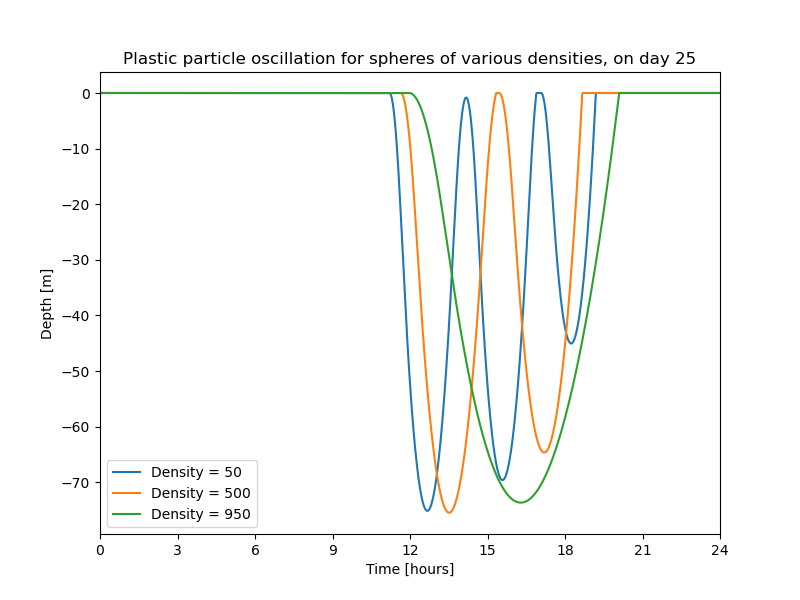 Plastic particle oscillation for spheres of various densities, on day 25
Depth [m]
0
−10
−20
−30
−40
−50
−60
−70
Density = 50
Density = 500
Density = 950
0 3 6 9 12 15 18 21 24
Time [hours]